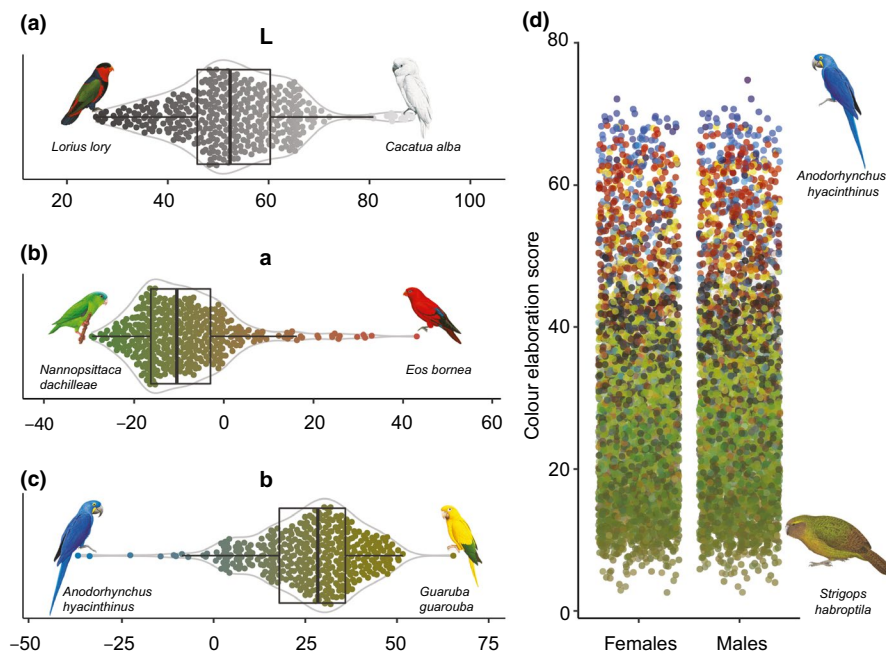 (a)
L
Lorius lory
Cacatua alba
20 40 60 80 100
(b)
a
Nannopsittaca
dachilleae
Eos bornea
−40 −20 0 20 40 60
(c)
b
Anodorhynchus
hyacinthinus
Guaruba
guarouba
−50 −25 0 25 50 75
(d)
80
60
40
20
0
Colour elaboration score
Females Males
Anodorhynchus
hyacinthinus
Strigops
habroptila